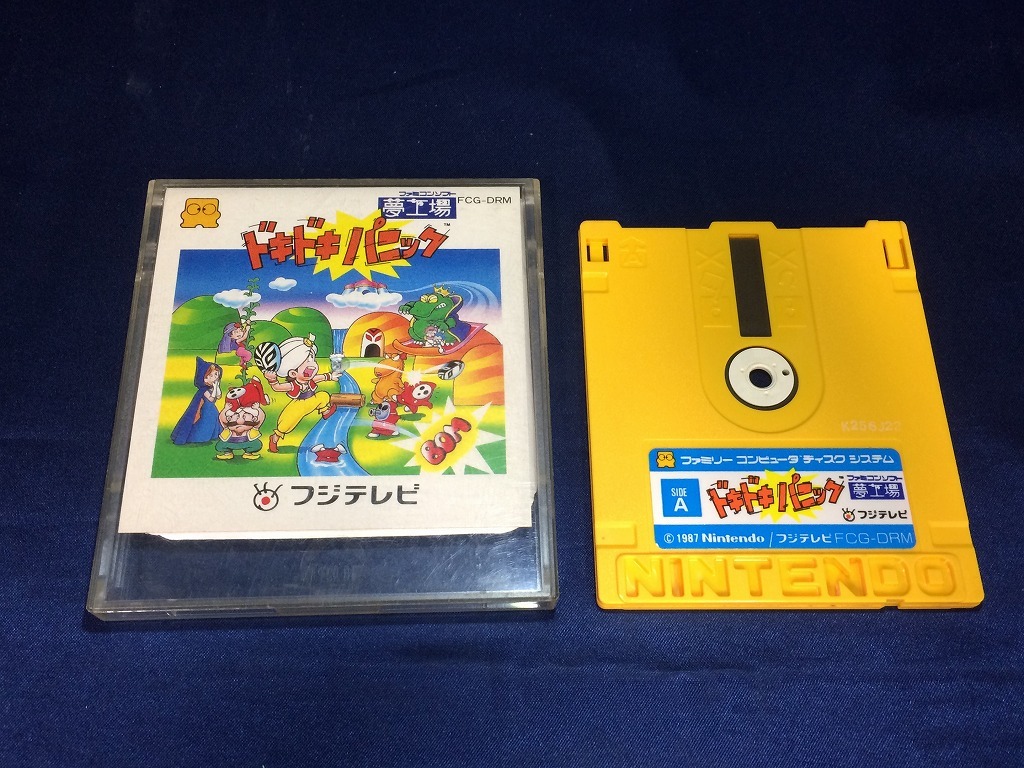 ファミコンソフト
夢工場
FCG-DRM
ドキドキパニック
TM
BOM
フジテレビ
K256J22
ファミリー コンピュータ ディスク システム
SIDE
A
ドキドキパニック
ファミコンソフト
夢工場
フジテレビ
© 1987 Nintendo / フジテレビ FCG-DRM
NINTENDO